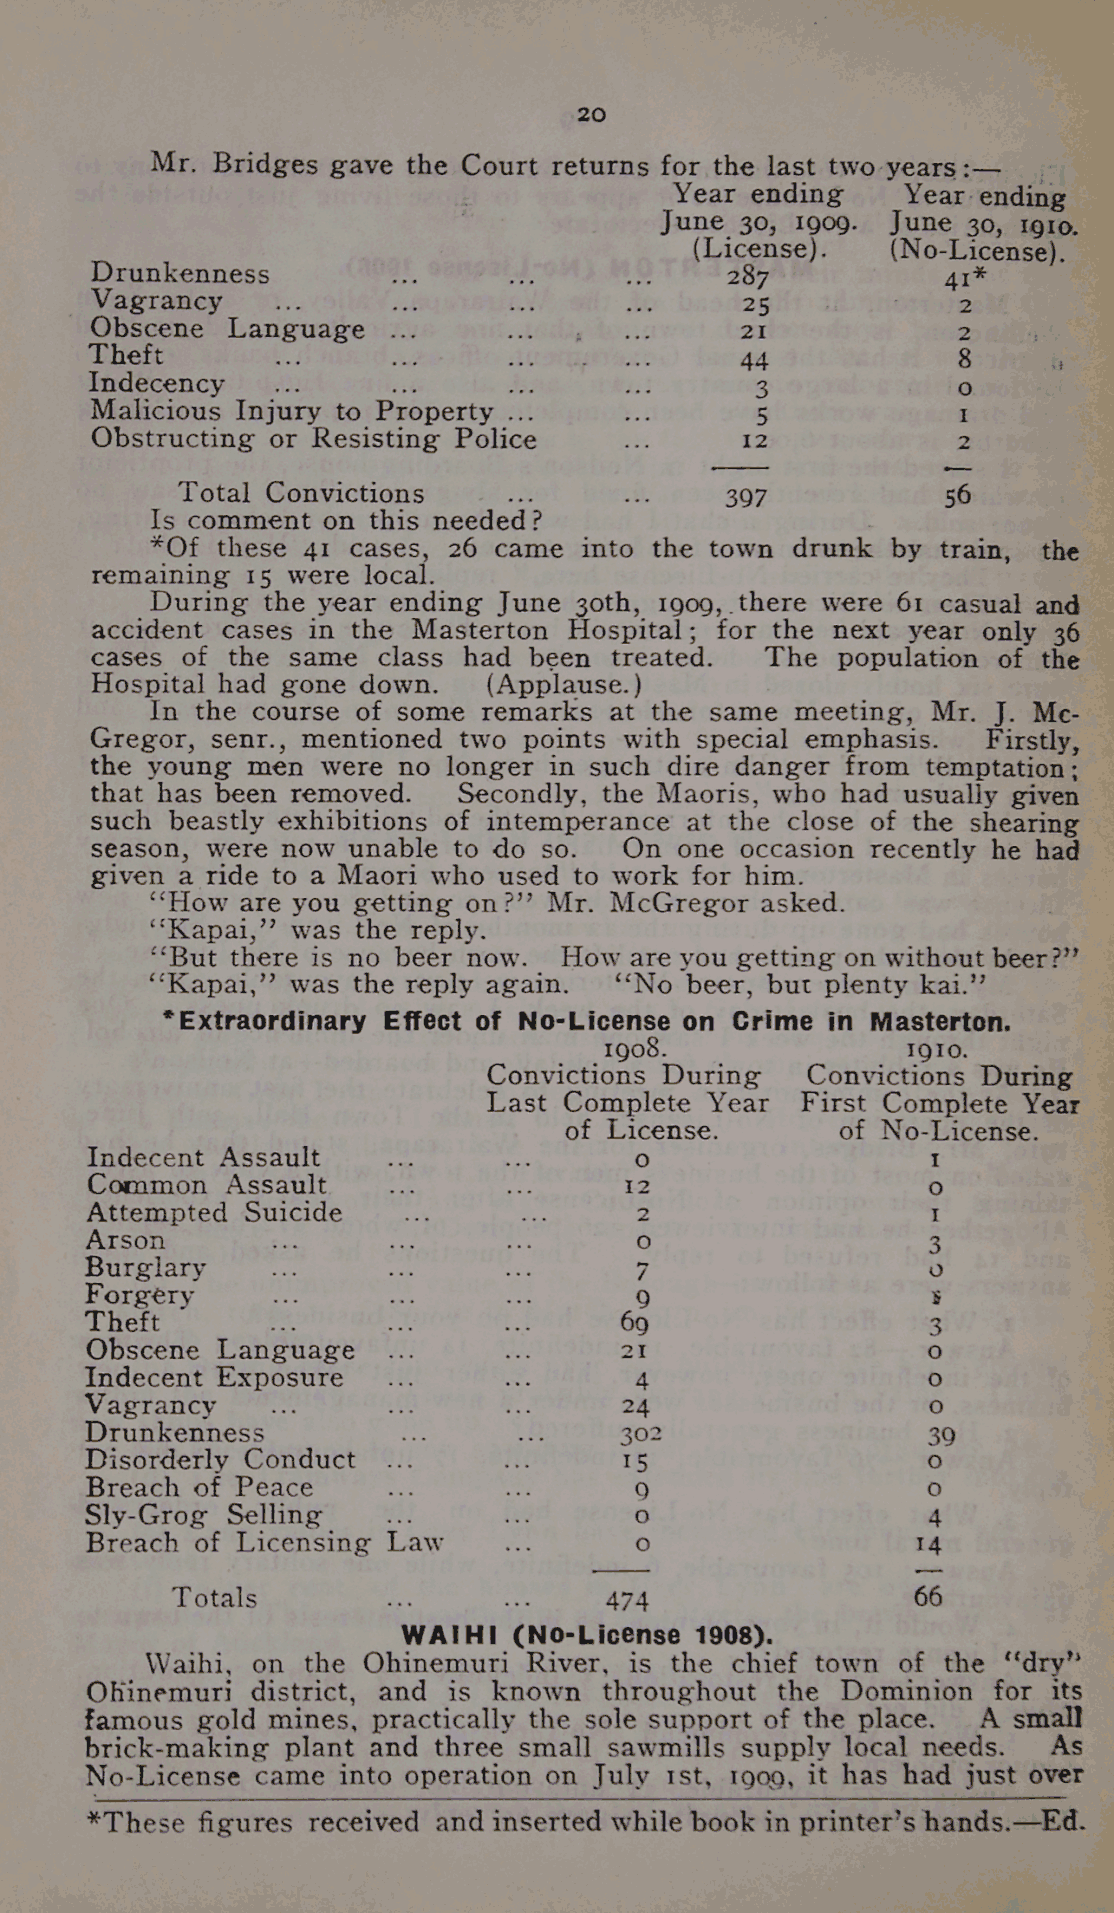 20
Mr. Bridges gave the Court returns for the last two years:—
Year ending Year ending
June 30, 1909. June 30, 1910.
(License). (No-License).
Drunkenness ... ... ... 287 41*
Vagrancy ... ... ... ... 25 2
Obscene Language ... ... ... 21 2
Theft ... ... ... ... 44 8
Indecency ... ... ... ... 3 0
Malicious Injury to Property ... ... 5 1
Obstructing or Resisting Police ... 12 2
Total Convictions ... ... 397 56
Is comment on this needed?
*Of these 41 cases, 26 came into the town drunk by train, the
remaining 15 were local.
During the year ending June 30th, 1909, there were 61 casual and
accident cases in the Masterton Hospital; for the next year only 36
cases of the same class had been treated. The population of the
Hospital had gone down. (Applause.)
In the course of some remarks at the same meeting, Mr. J. Mc-
Gregor, senr., mentioned two points with special emphasis. Firstly,
the young men were no longer in such dire danger from temptation;
that has been removed. Secondly, the Maoris, who had usually given
such beastly exhibitions of intemperance at the close of the shearing
season, were now unable to do so. On one occasion recently he had
given a ride to a Maori who used to work for him.
“How are you getting on?” Mr. McGregor asked.
“Kapai,” was the reply.
“But there is no beer now. How are you getting on without beer?”
“Kapai,” was the reply again. “No beer, but plenty kai.”
*Extraordinary Effect of No-License on Crime in Masterton.
1908. 1910.
Convictions During Convictions During
Last Complete Year First Complete Year
of License. of No-License.
Indecent Assault ... ... 0 1
Common Assault ... ... 12 0
Attempted Suicide ... ... 2 1
Arson ... ... ... 0 3
Burglary ... ... ... 7 0
Forgery ... ... ... 9
Theft ... ... ... 69 3
Obscene Language ... ... 21 0
Indecent Exposure ... ... 4 0
Vagrancy ... ... ... 24 0
Drunkenness ... ... 302 39
Disorderly Conduct ... ... 15 0
Breach of Peace ... ... 9 0
Sly-Grog Selling ... ... 0 4
Breach of Licensing Law ... 0 14
Totals ... ... 474 66
WAIHI (No-License 1908).
Waihi, on the Ohinemuri River, is the chief town of the “dry”
Ohinemuri district, and is known throughout the Dominion for its
famous gold mines, practically the sole support of the place. A small
brick-making plant and three small sawmills supply local needs. As
No-License came into operation on July 1st, 1909, it has had just over
*These figures received and inserted while book in printer’s hands.—Ed.